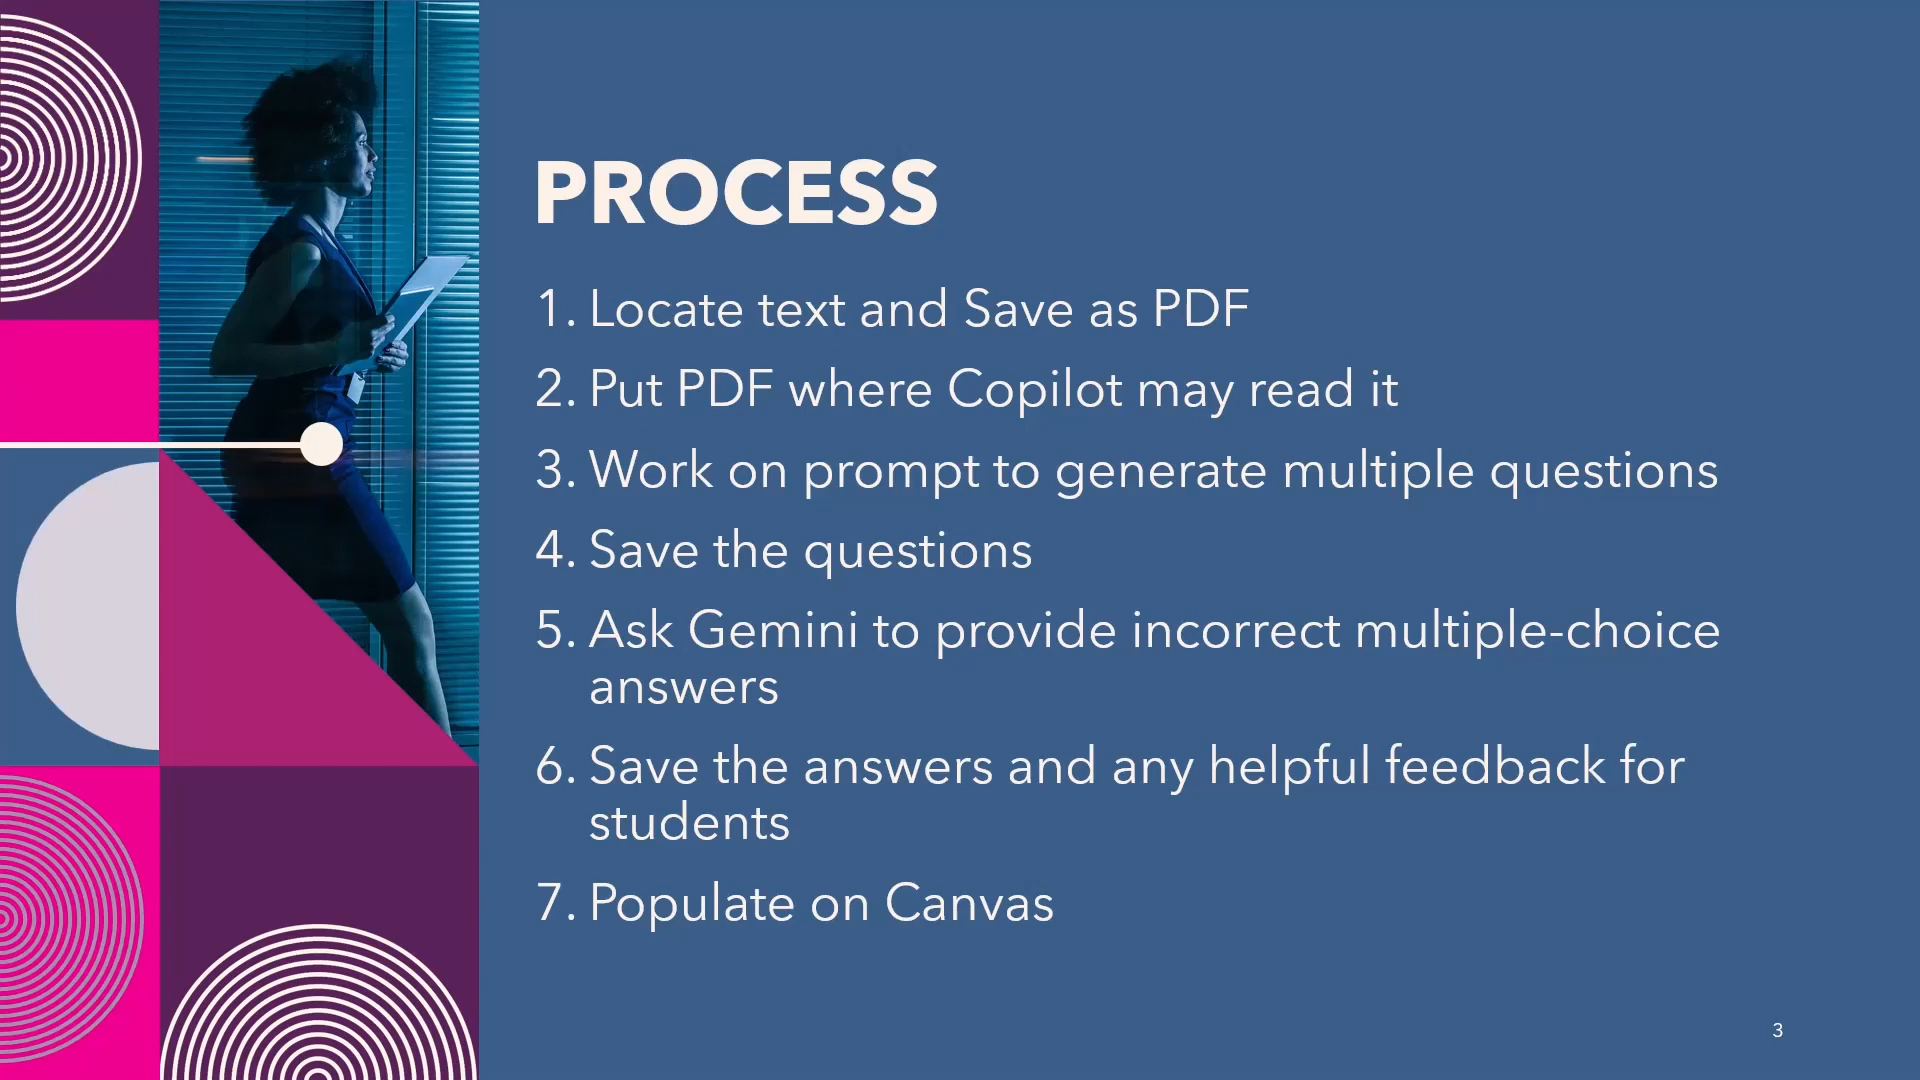 PROCESS
1. Locate text and Save as PDF
2. Put PDF where Copilot may read it
3. Work on prompt to generate multiple questions
4. Save the questions
5. Ask Gemini to provide incorrect multiple-choice
answers
6. Save the answers and any helpful feedback for
students
7. Populate on Canvas
3